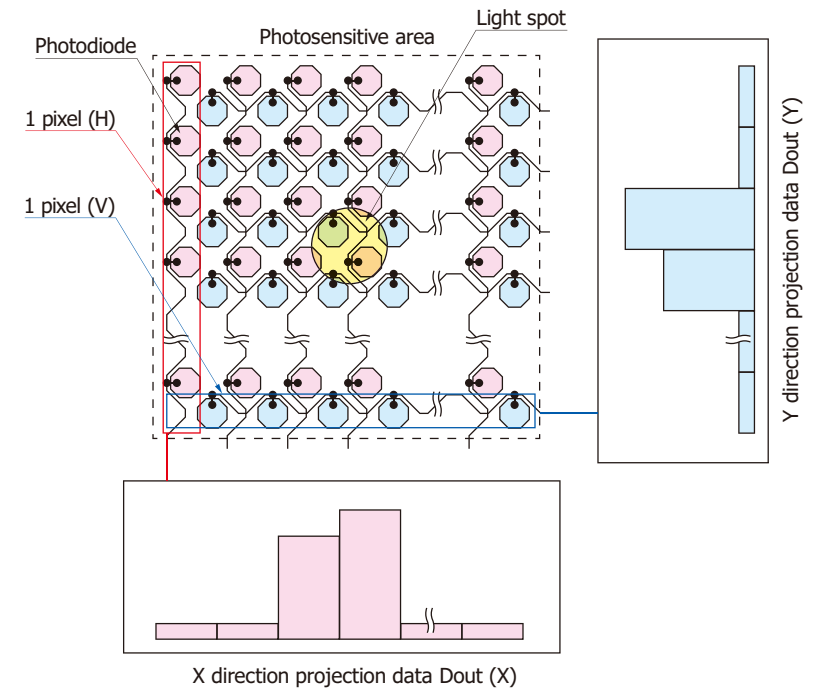 Light spot
Photosensitive area
Photodiode
1 pixel (H)
1 pixel (V)
Y direction projection data Dout (Y)
X direction projection data Dout (X)